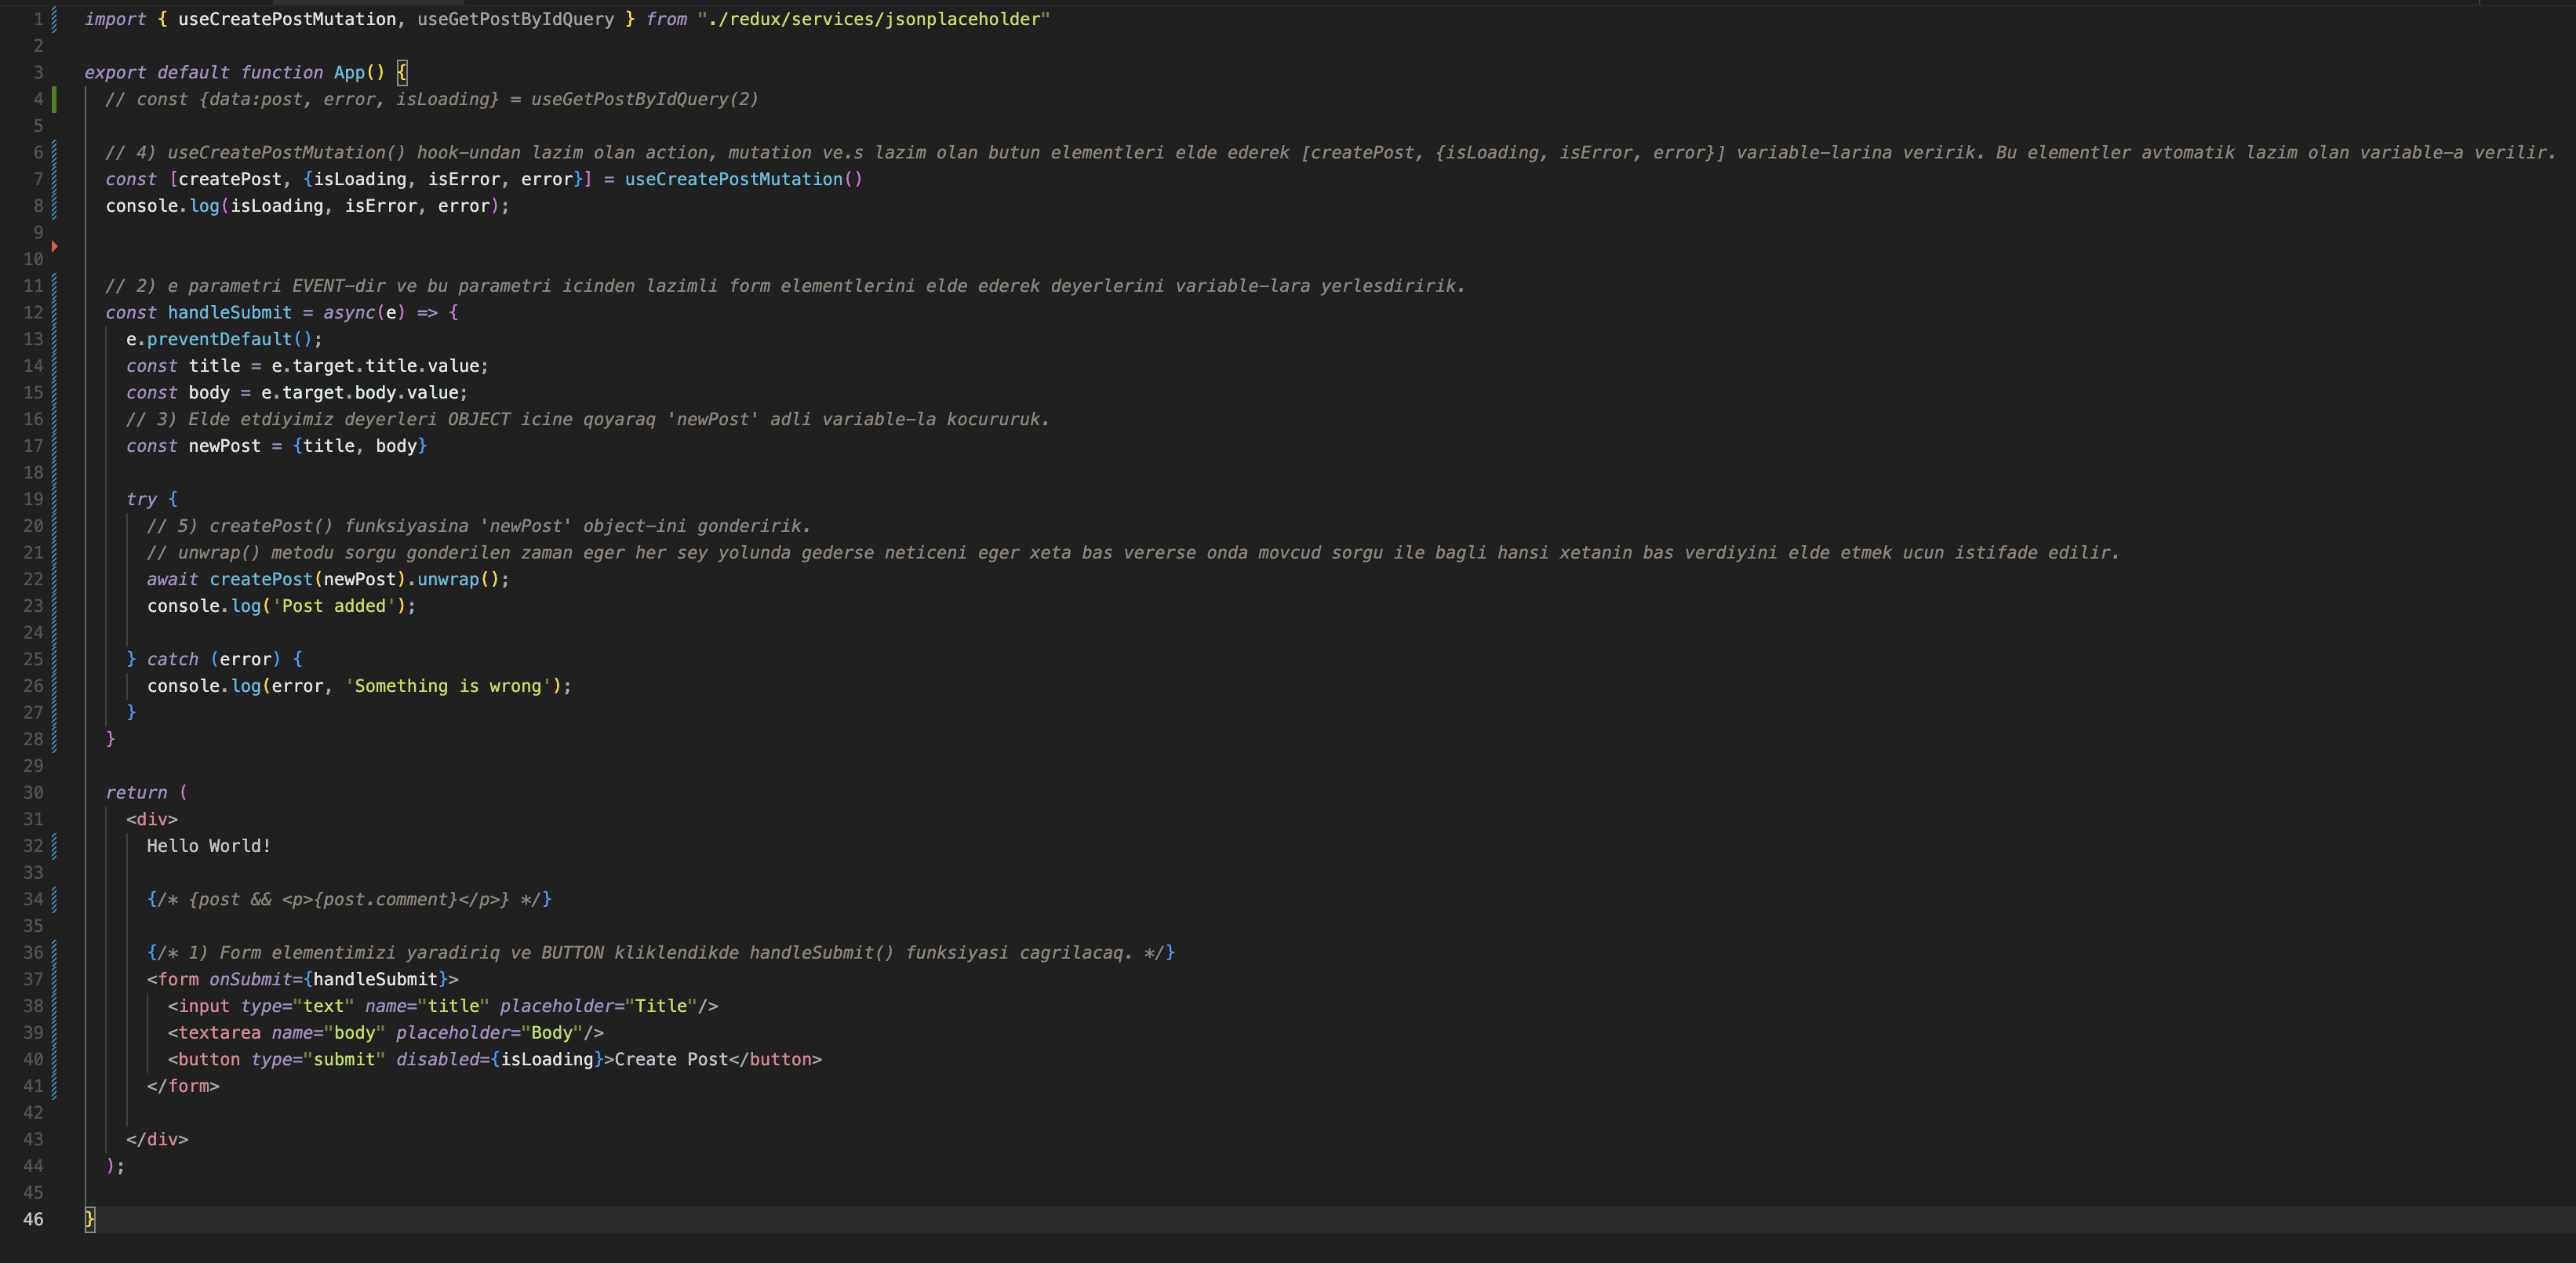 1 import { useCreatePostMutation, useGetPostByIdQuery } from "./redux/services/jsonplaceholder"
2
3 export default function App() {
4 // const {data:post, error, isLoading} = useGetPostByIdQuery(2)
5
6 // 4) useCreatePostMutation() hook-undan lazim olan action, mutation ve.s lazim olan butun elementleri elde ederek [createPost, {isLoading, isError, error}] variable-larina veririk. Bu elementler avtomatik lazim olan variable-a verilir.
7 const [createPost, {isLoading, isError, error}] = useCreatePostMutation()
8 console.log(isLoading, isError, error);
9
10
11 // 2) e parametri EVENT-dir ve bu parametri icinden lazimli form elementlerini elde ederek deyerlerini variable-lara yerlesdiririk.
12 const handleSubmit = async(e) => {
13 e.preventDefault();
14 const title = e.target.title.value;
15 const body = e.target.body.value;
16 // 3) Elde etdiyimiz deyerleri OBJECT icine qoyaraq 'newPost' adli variable-la kocururuk.
17 const newPost = {title, body}
18
19 try {
20 // 5) createPost() funksiyasina 'newPost' object-ini gonderirik.
21 // unwrap() metodu sorgu gonderilen zaman eger her sey yolunda gederse neticeni eger xeta bas vererse onda movcud sorgu ile bagli hansi xetanin bas verdiyini elde etmek ucun istifade edilir.
22 await createPost(newPost).unwrap();
23 console.log('Post added');
24
25 } catch (error) {
26 console.log(error, 'Something is wrong');
27 }
28 }
29
30 return (
31 <div>
32 Hello World!
33
34 {/* {post && <p>{post.comment}</p>} */}
35
36 {/* 1) Form elementimizi yaradiriq ve BUTTON kliklendikde handleSubmit() funksiyasi cagrilacaq. */}
37 <form onSubmit={handleSubmit}>
38 <input type="text" name="title" placeholder="Title"/>
39 <textarea name="body" placeholder="Body"/>
40 <button type="submit" disabled={isLoading}>Create Post</button>
41 </form>
42
43 </div>
44 );
45
46 }